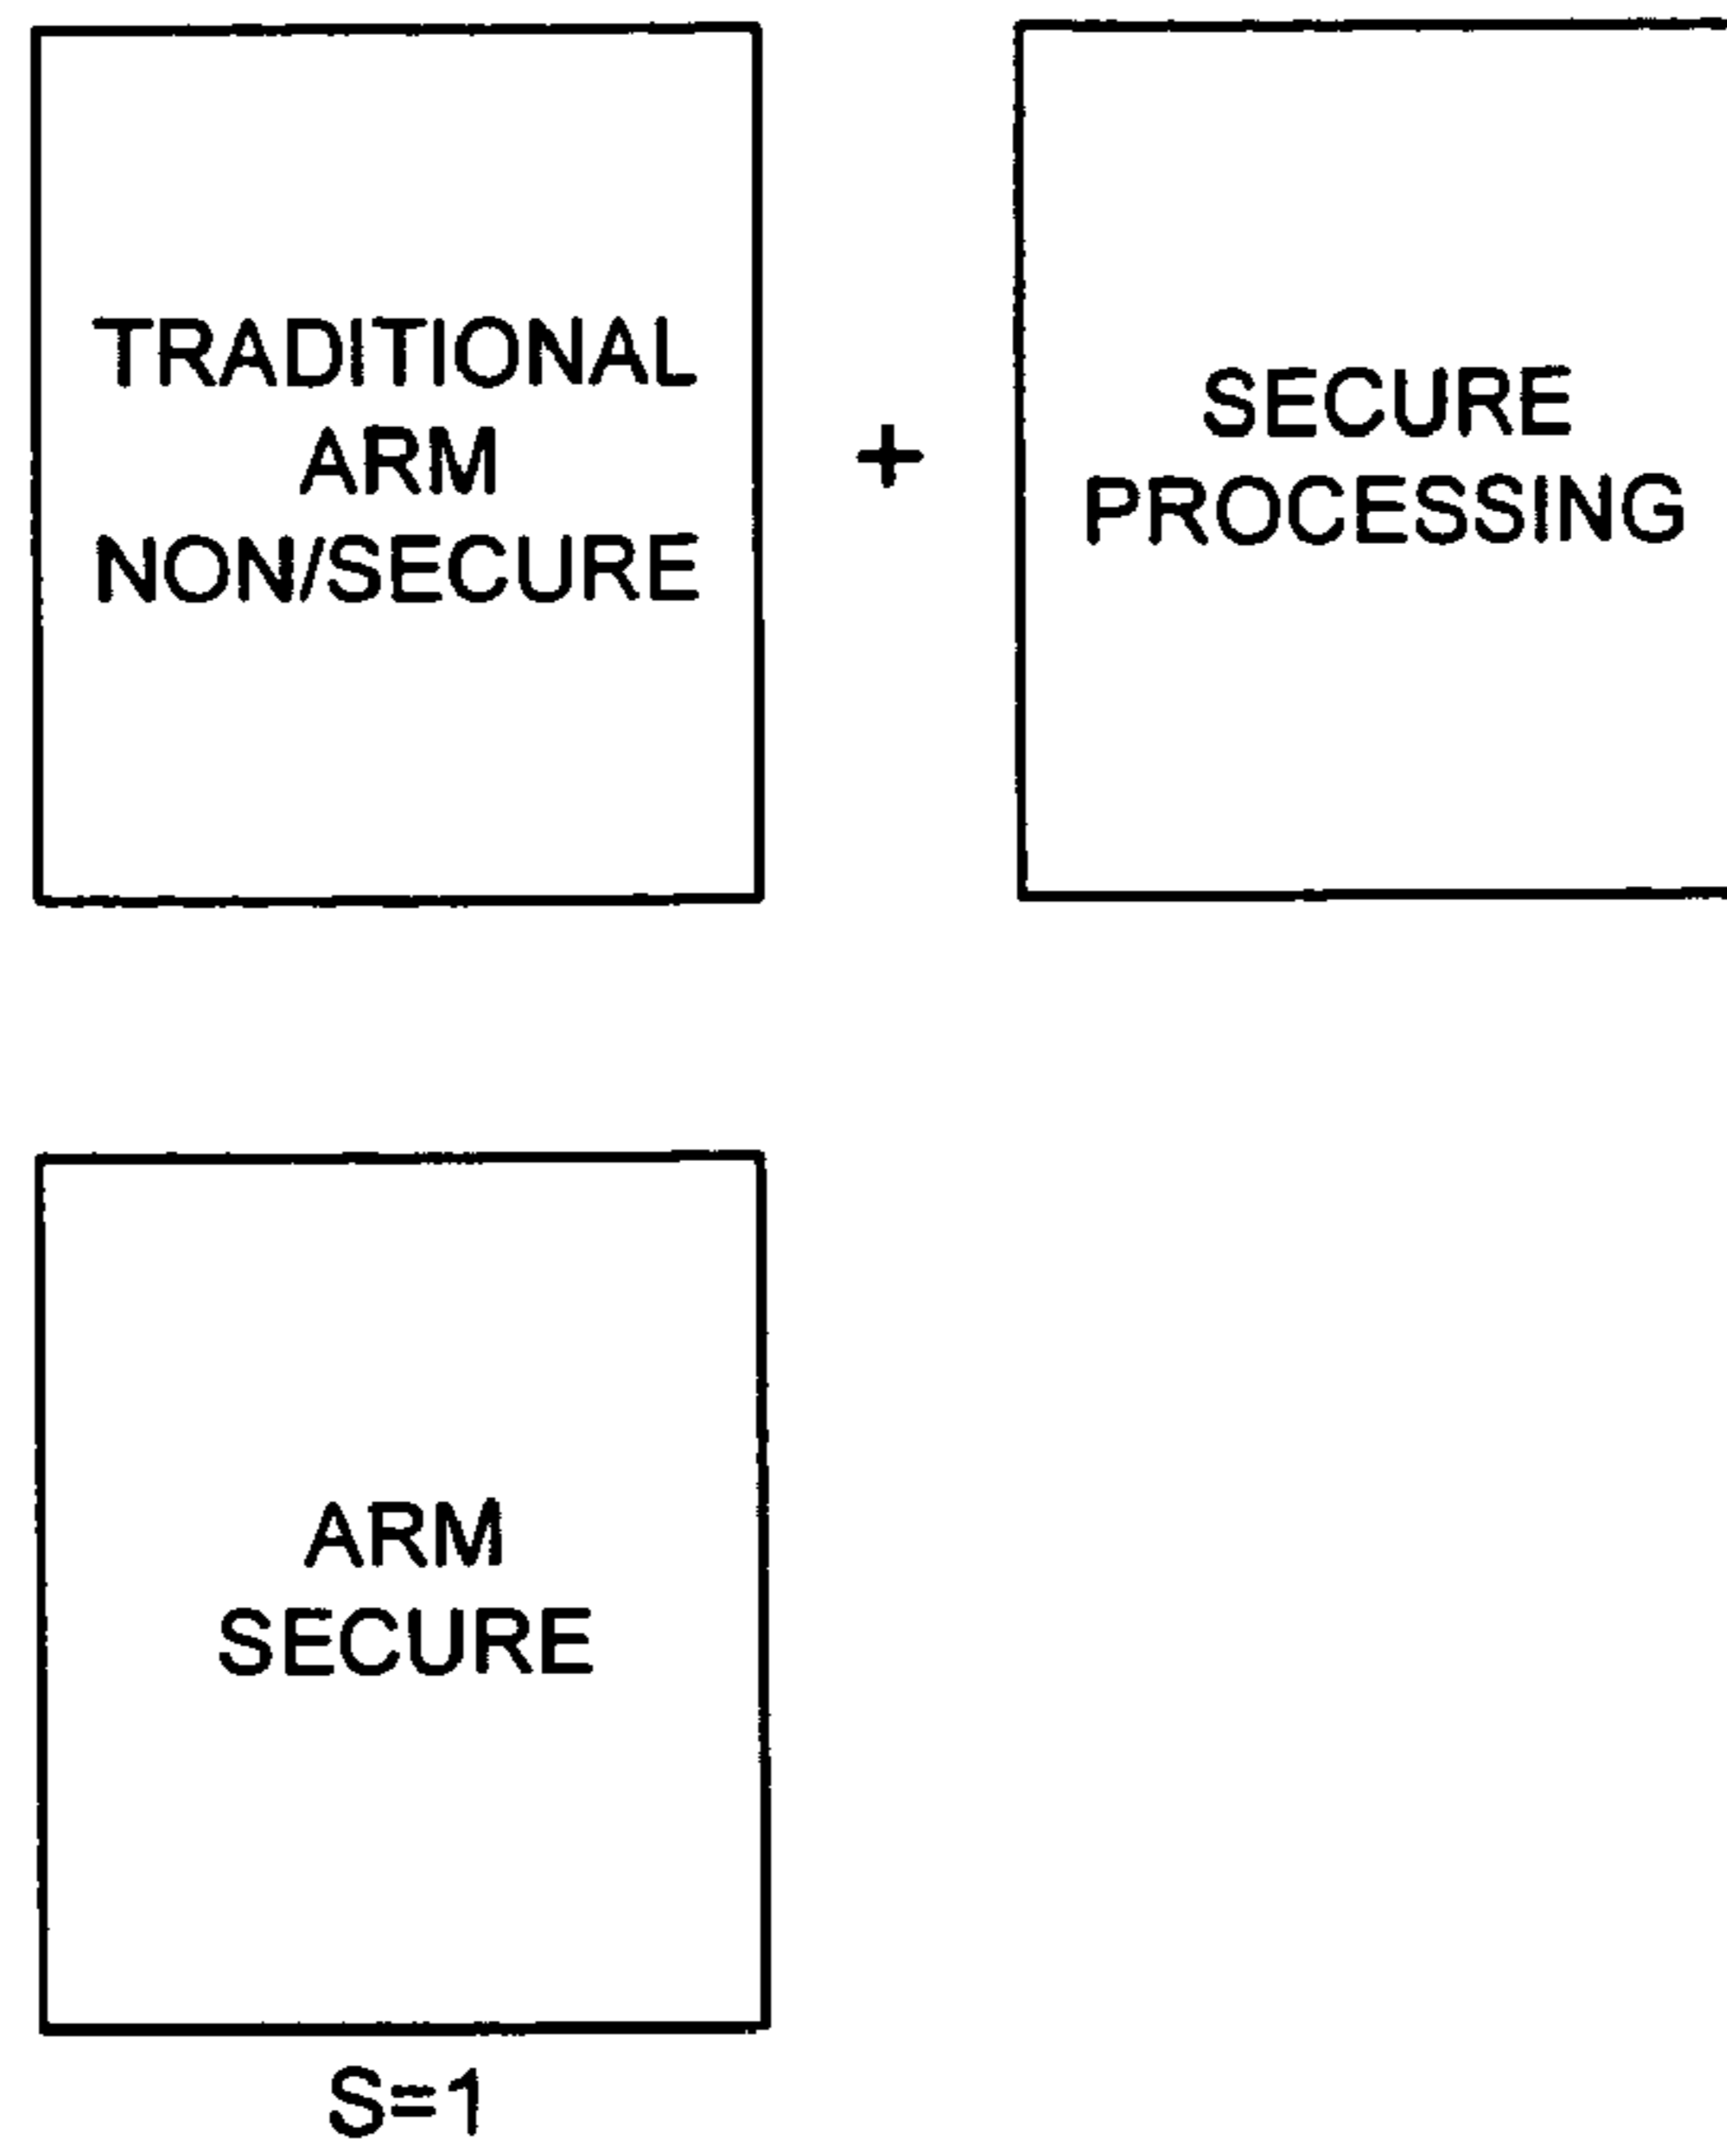 TRADITIONAL
ARM
NON/SECURE
+
SECURE
PROCESSING
ARM
SECURE
S=1